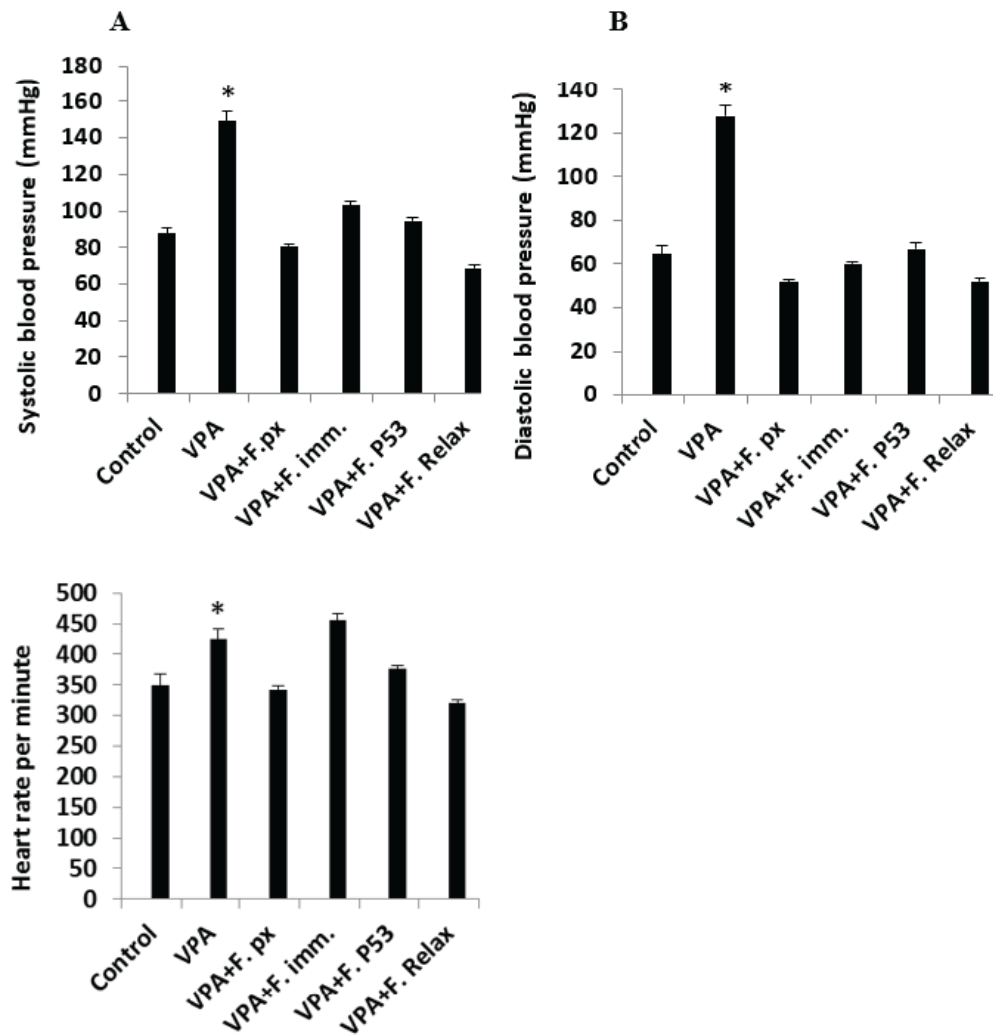 A
Systolic blood pressure (mmHg)
180
160
140
120
100
80
60
40
20
0
*
Control
VPA
VPA+F.px
VPA+F. imm.
VPA+F. P53
VPA+F. Relax
B
Diastolic blood pressure (mmHg)
140
120
100
80
60
40
20
0
*
Control
VPA
VPA+F. px
VPA+F. imm.
VPA+F. P53
VPA+F. Relax
Heart rate per minute
500
450
400
350
300
250
200
150
100
50
0
*
Control
VPA
VPA+F. px
VPA+F. imm.
VPA+F. P53
VPA+F. Relax